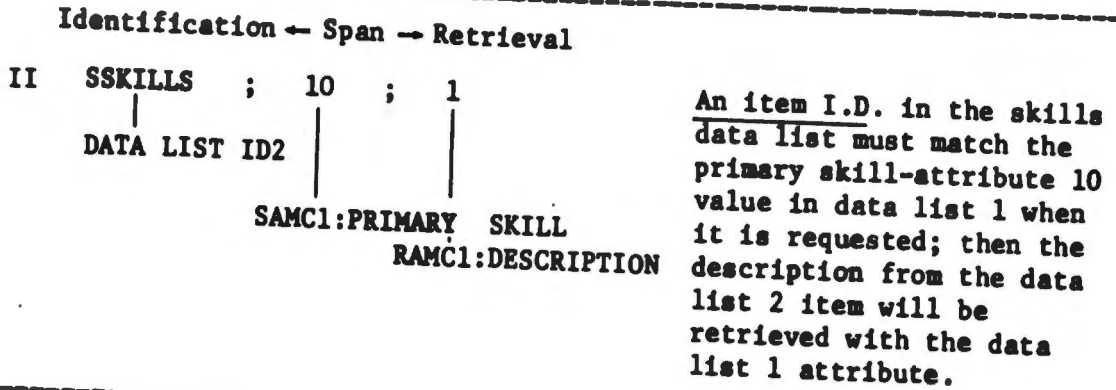 Identification ← Span → Retrieval
II SSKILLS ; 10 ; 1
DATA LIST ID2
SAMC1:PRIMARY SKILL
RAMC1:DESCRIPTION
An item I.D. in the skills
data list must match the
primary skill-attribute 10
value in data list 1 when
it is requested; then the
description from the data
list 2 item will be
retrieved with the data
list 1 attribute.